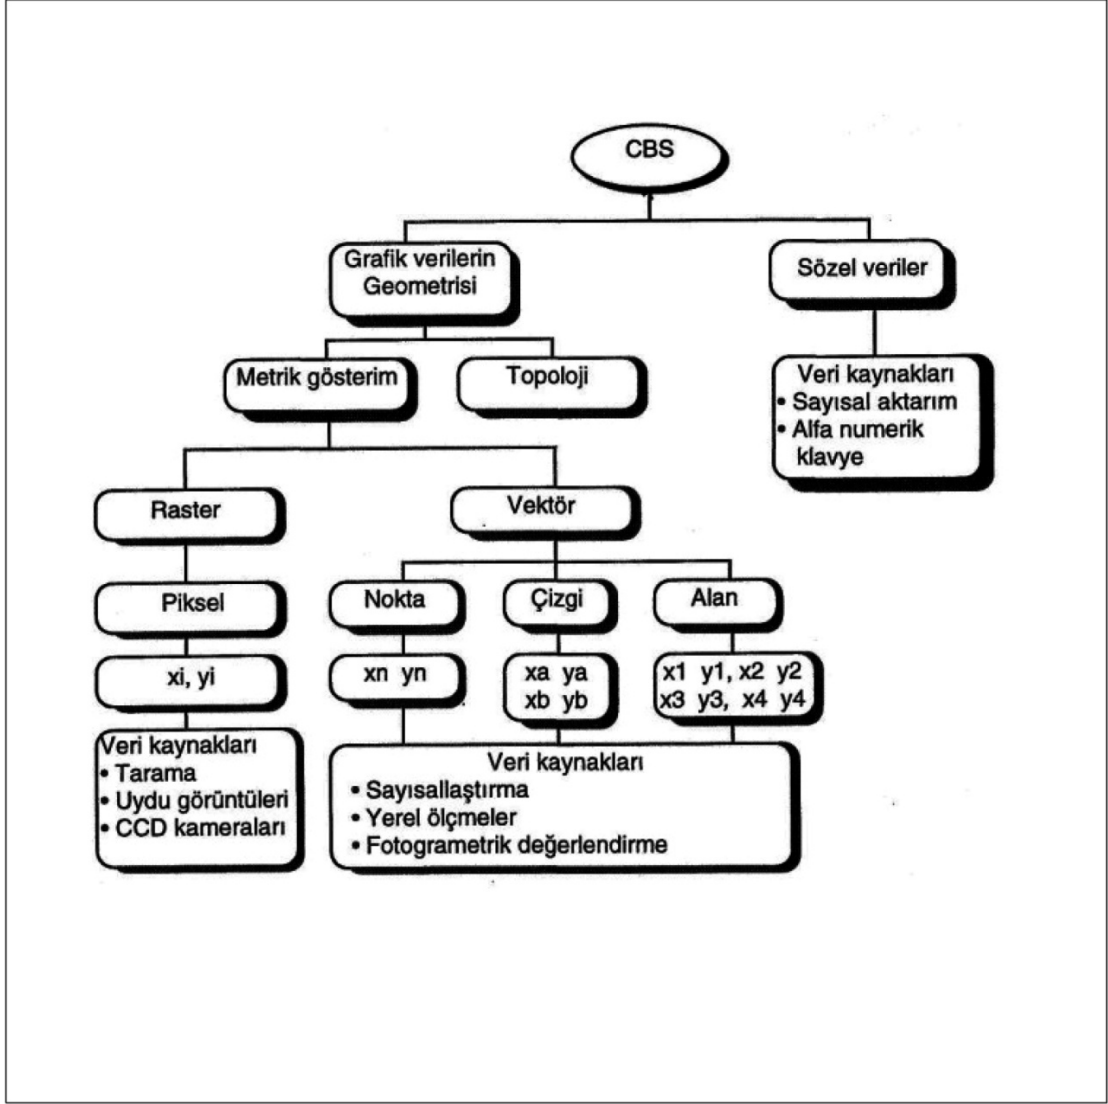 CBS
Grafik verilerin
Geometrisi
Sözel veriler
Metrik gösterim
Topoloji
Veri kaynakları
• Sayısal aktarım
• Alfa numerik
klavye
Raster
Vektör
Piksel
Nokta
Çizgi
Alan
xi, yi
xn yn
xa ya
xb yb
x1 y1, x2 y2
x3 y3, x4 y4
Veri kaynakları
• Tarama
• Uydu görüntüleri
• CCD kameraları
Veri kaynakları
• Sayısallaştırma
• Yerel ölçmeler
• Fotogrametrik değerlendirme